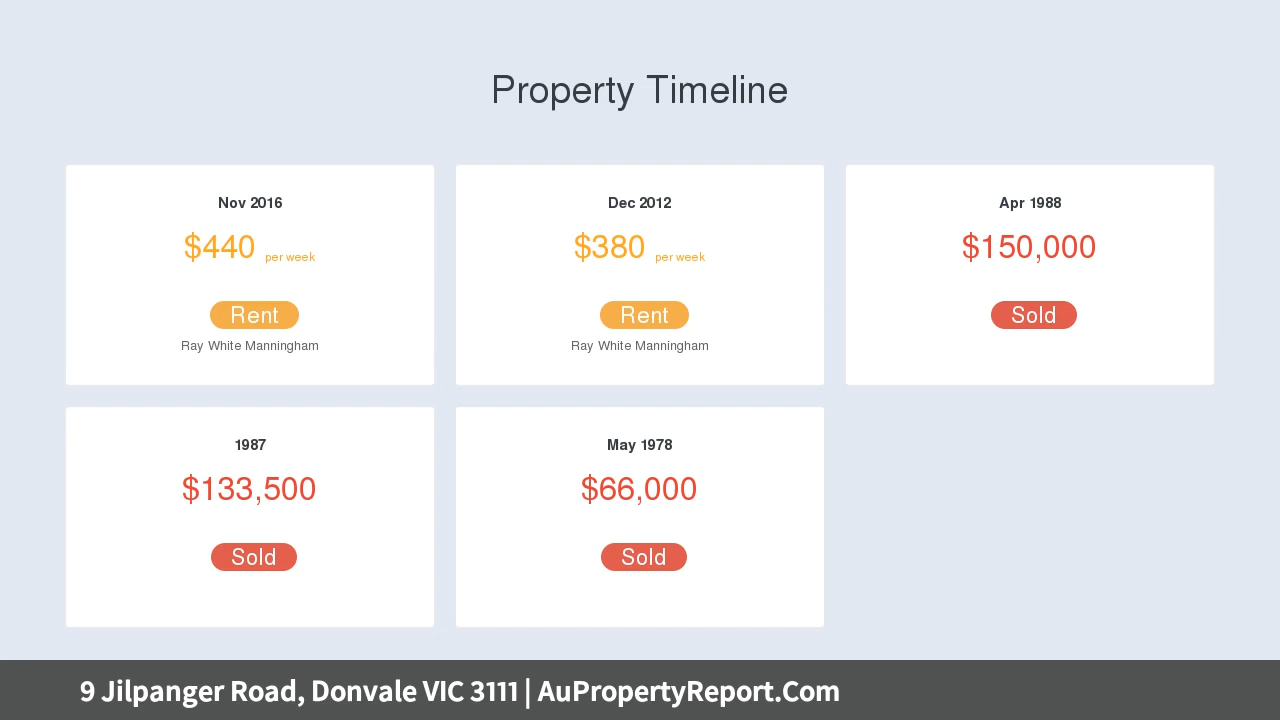 Property Timeline
Nov 2016
$440 per week
Rent
Ray White Manningham
Dec 2012
$380 per week
Rent
Ray White Manningham
Apr 1988
$150,000
Sold
1987
$133,500
Sold
May 1978
$66,000
Sold
9 Jilpanger Road, Donvale VIC 3111 | AuPropertyReport.Com